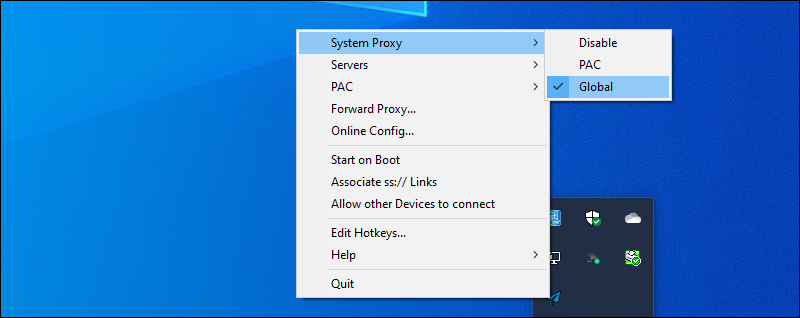 System Proxy
Disable
Servers
PAC
PAC
Global
Forward Proxy...
Online Config...
Start on Boot
Associate ss:// Links
Allow other Devices to connect
Edit Hotkeys...
Help
Quit